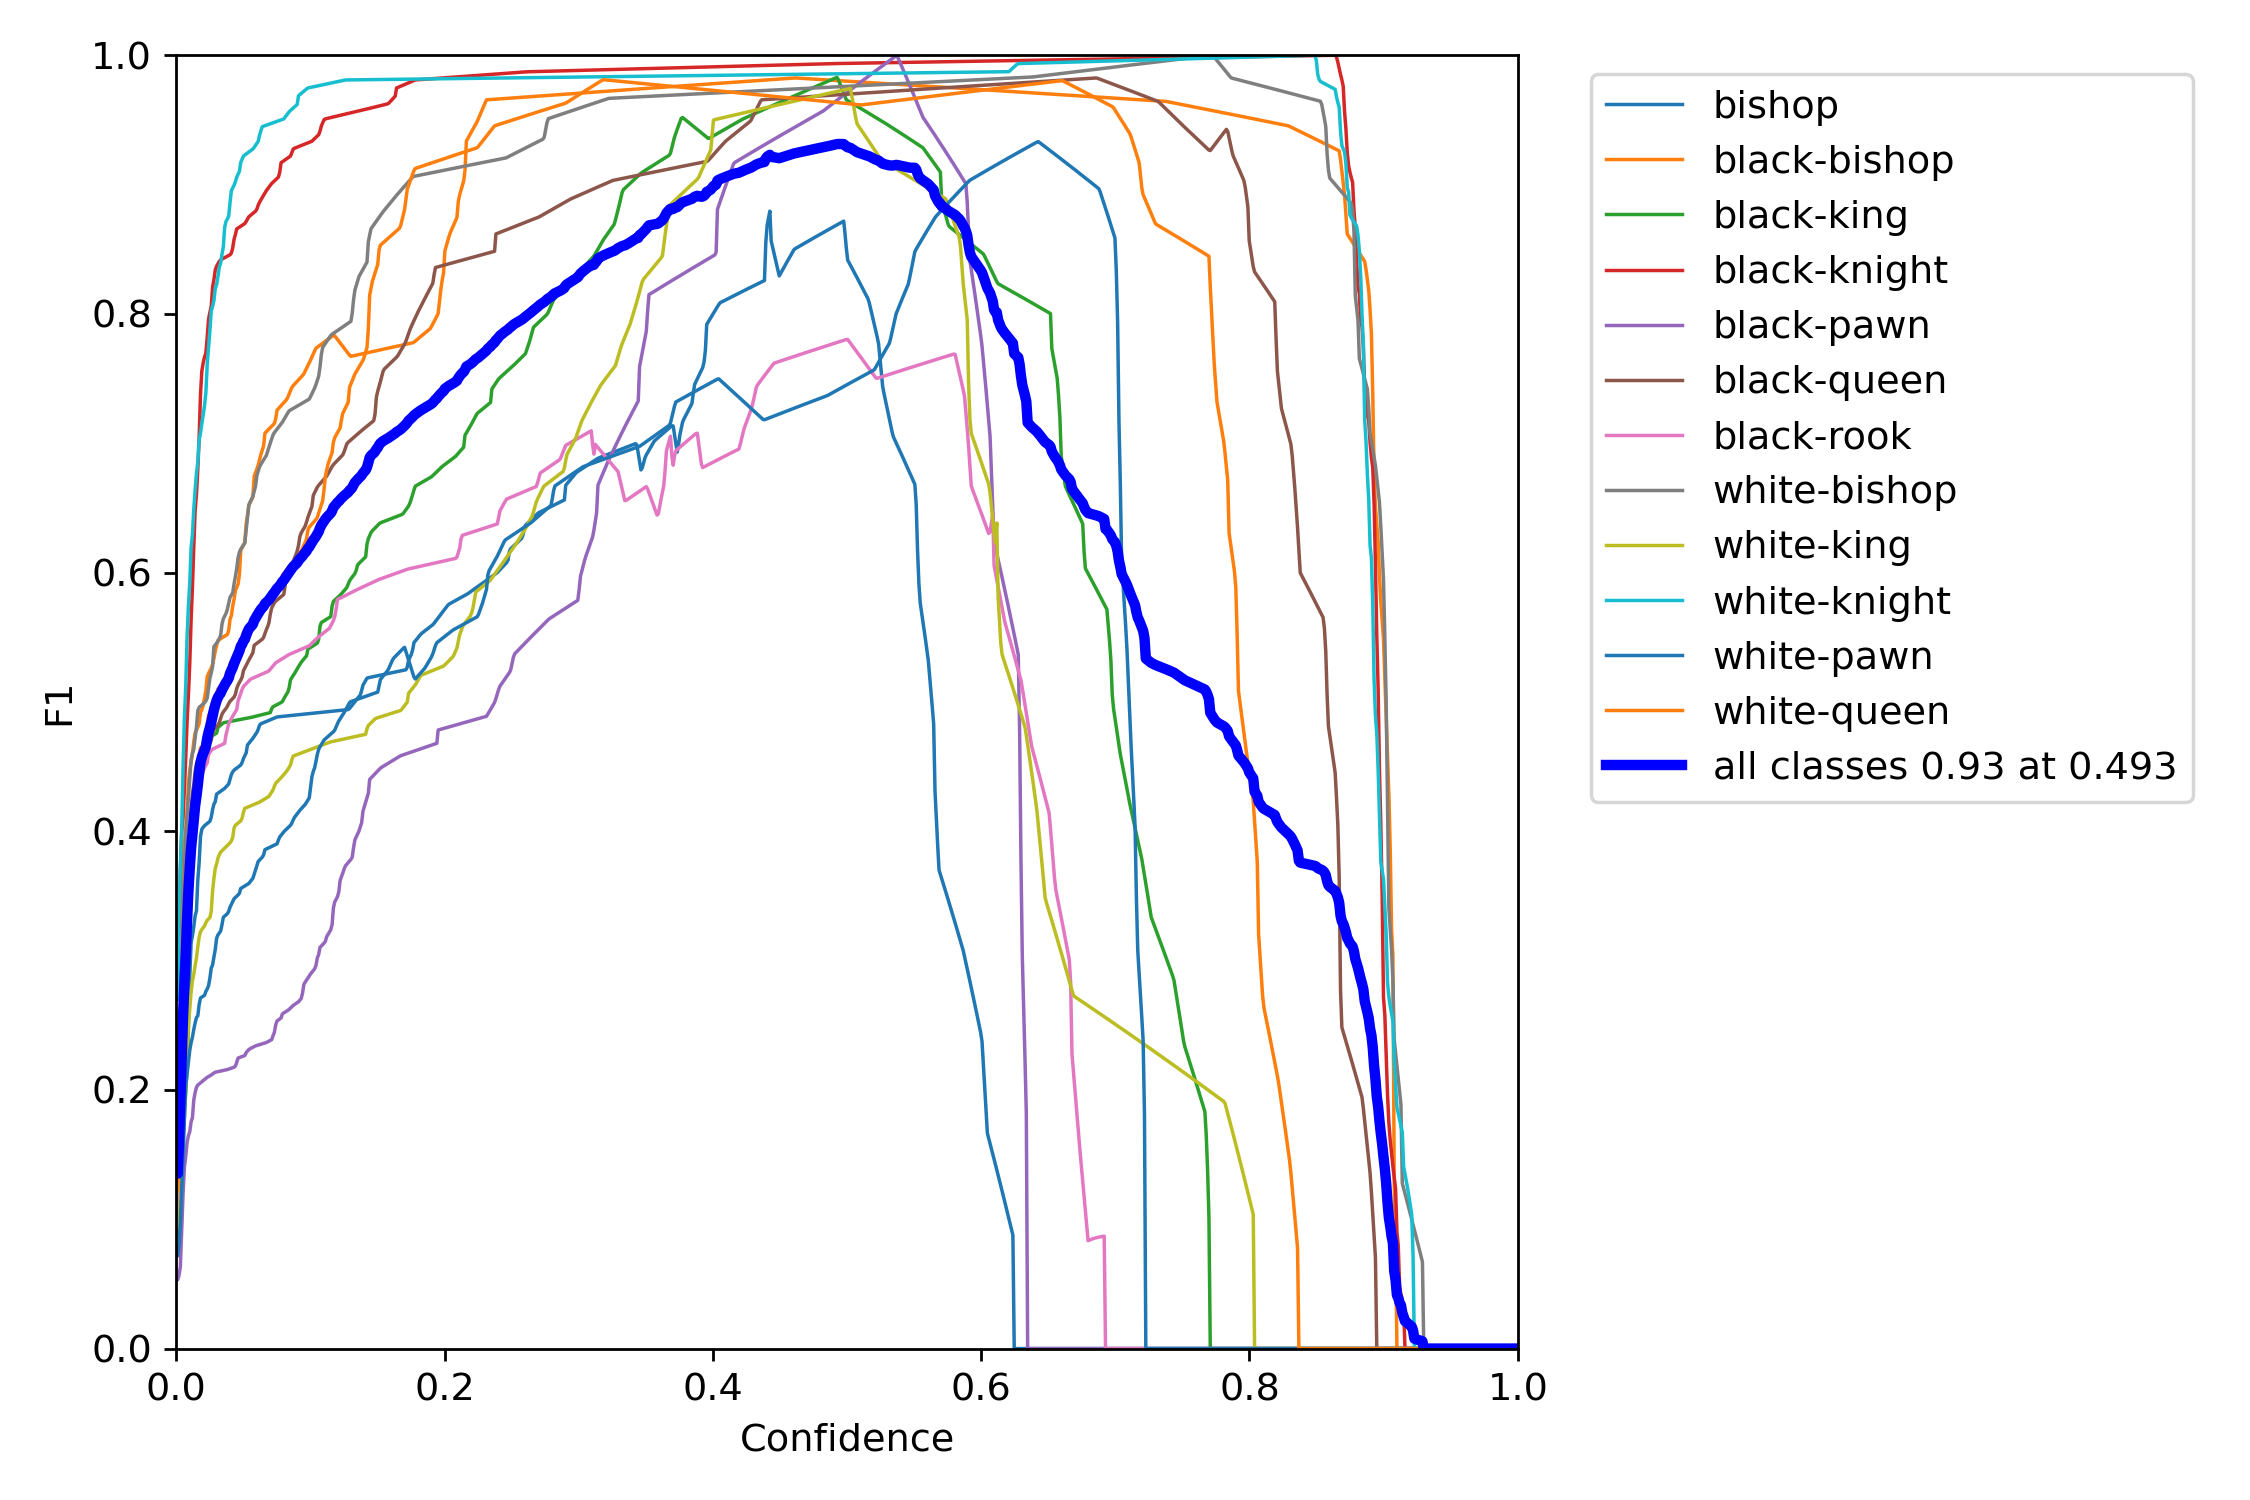 1.0
0.8
0.6
0.4
0.2
0.0
F1
0.0 0.2 0.4 0.6 0.8 1.0
Confidence
bishop
black-bishop
black-king
black-knight
black-pawn
black-queen
black-rook
white-bishop
white-king
white-knight
white-pawn
white-queen
all classes 0.93 at 0.493